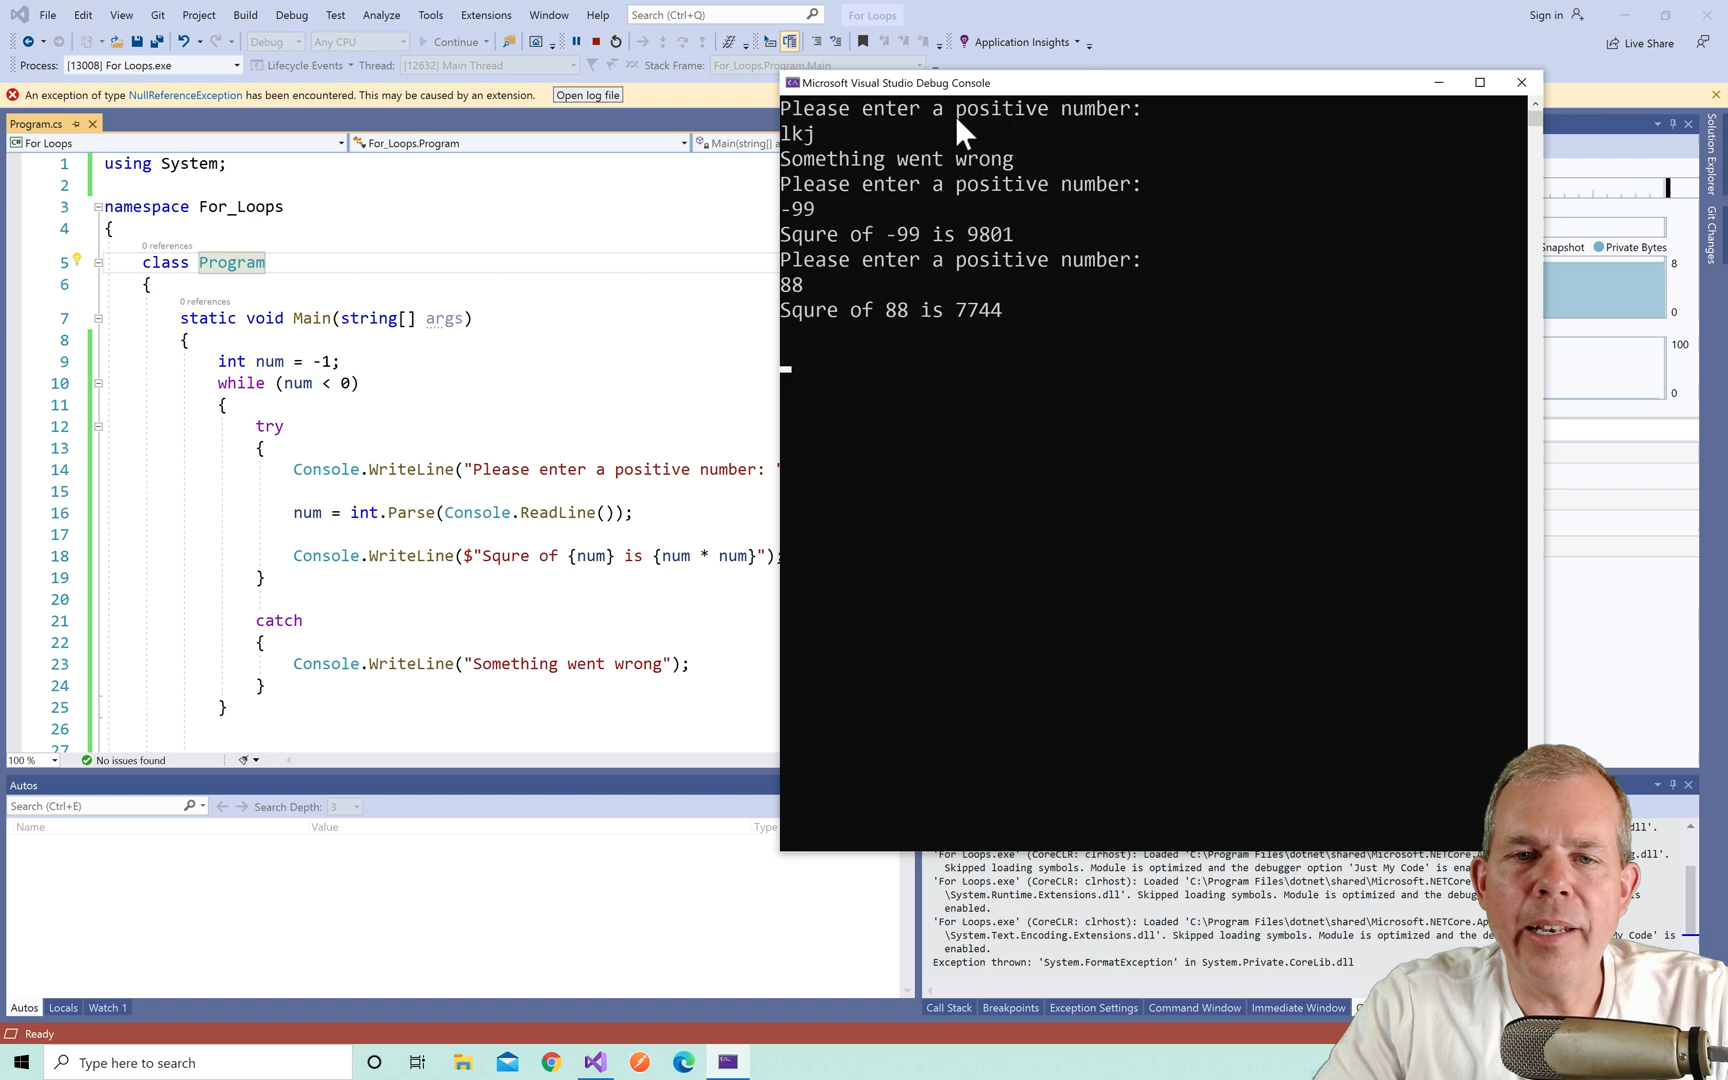 File Edit View Git Project Build Debug Test Analyze Tools Extensions Window Help Search (Ctrl+Q) For Loops Sign in
Debug Any CPU Continue Application Insights Live Share
Process: [13008] For Loops.exe Lifecycle Events Thread: [12632] Main Thread Stack Frame: For_Loops.Program.Main
An exception of type NullReferenceException has been encountered. This may be caused by an extension. Open log file
Program.cs
For Loops For_Loops.Program Main(string[] a
1 using System;
2
3 namespace For_Loops
4 {
0 references
5 class Program
6 {
0 references
7 static void Main(string[] args)
8 {
9 int num = -1;
10 while (num < 0)
11 {
12 try
13 {
14 Console.WriteLine("Please enter a positive number: "
15
16 num = int.Parse(Console.ReadLine());
17
18 Console.WriteLine($"Squre of {num} is {num * num}");
19 }
20
21 catch
22 {
23 Console.WriteLine("Something went wrong");
24 }
25 }
26
27
100 % No issues found
Microsoft Visual Studio Debug Console
Please enter a positive number:
lkj
Something went wrong
Please enter a positive number:
-99
Squre of -99 is 9801
Please enter a positive number:
88
Squre of 88 is 7744
Solution Explorer
Git Changes
Snapshot Private Bytes
8
0
100
0
Autos
Search (Ctrl+E) Search Depth: 3
Name Value Type
dll'.
'For Loops.exe' (CoreCLR: clrhost): Loaded 'C:\Program Files\dotnet\shared\Microsoft.NETCore.
Skipped loading symbols. Module is optimized and the debugger option 'Just My Code' is ena
'For Loops.exe' (CoreCLR: clrhost): Loaded 'C:\Program Files\dotnet\shared\Microsoft.NETCore
\System.Runtime.Extensions.dll'. Skipped loading symbols. Module is optimized and the debug
enabled.
'For Loops.exe' (CoreCLR: clrhost): Loaded 'C:\Program Files\dotnet\shared\Microsoft.NETCore.Ap
\System.Text.Encoding.Extensions.dll'. Skipped loading symbols. Module is optimized and the de My Code' is
enabled.
Exception thrown: 'System.FormatException' in System.Private.CoreLib.dll
Autos Locals Watch 1
Call Stack Breakpoints Exception Settings Command Window Immediate Window
Ready
Type here to search